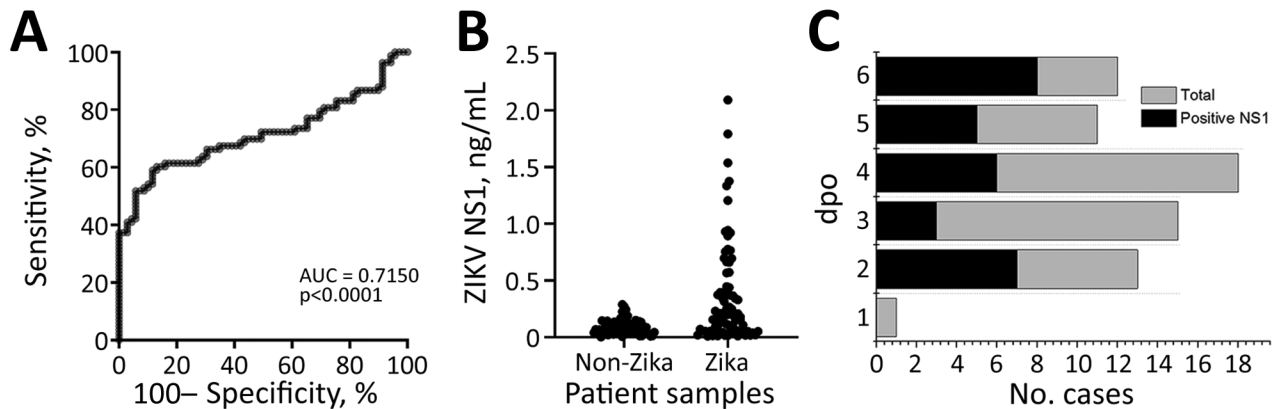 A
100
80
60
40
20
0
Sensitivity, %
AUC = 0.7150
p<0.0001
0 20 40 60 80 100
100– Specificity, %
B
2.5
2.0
1.5
1.0
0.5
0
ZIKV NS1, ng/mL
Non-Zika Zika
Patient samples
C
6
5
4
3
2
1
dpo
Total
Positive NS1
0 2 4 6 8 10 12 14 16 18
No. cases